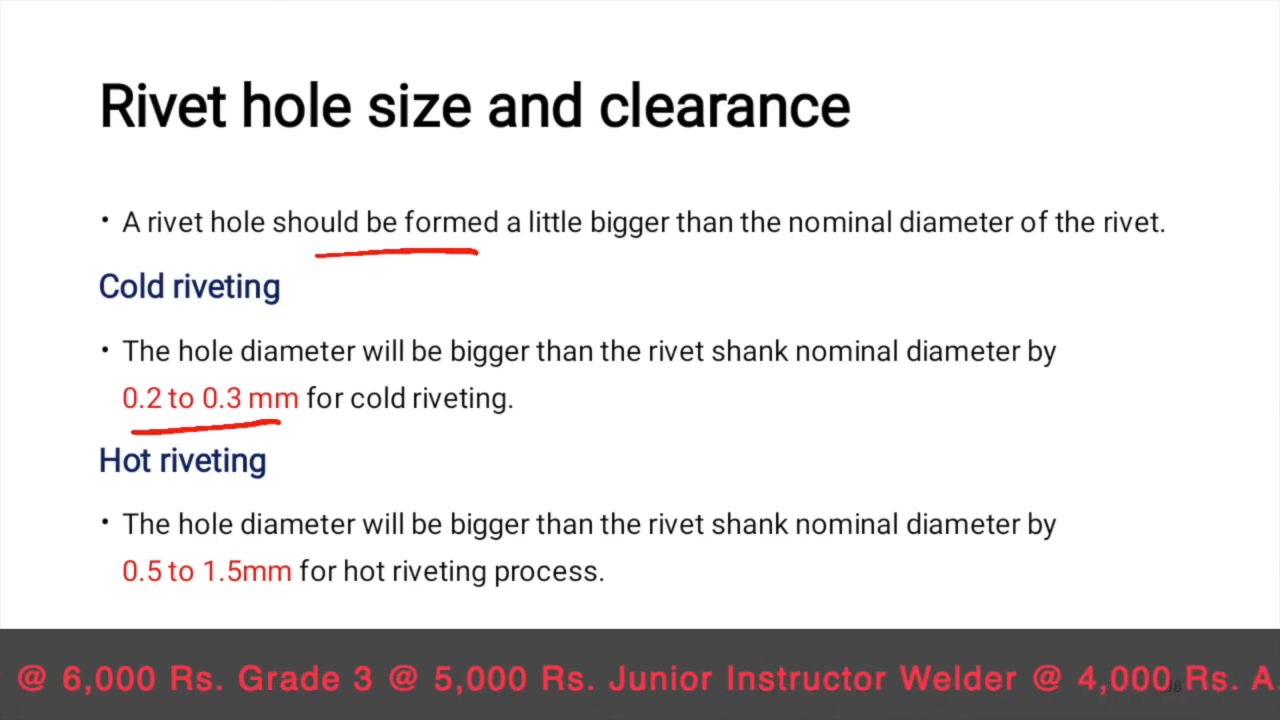 Rivet hole size and clearance
• A rivet hole should be formed a little bigger than the nominal diameter of the rivet.
Cold riveting
• The hole diameter will be bigger than the rivet shank nominal diameter by
0.2 to 0.3 mm for cold riveting.
Hot riveting
• The hole diameter will be bigger than the rivet shank nominal diameter by
0.5 to 1.5mm for hot riveting process.
@ 6,000 Rs. Grade 3 @ 5,000 Rs. Junior Instructor Welder @ 4,000 Rs. A